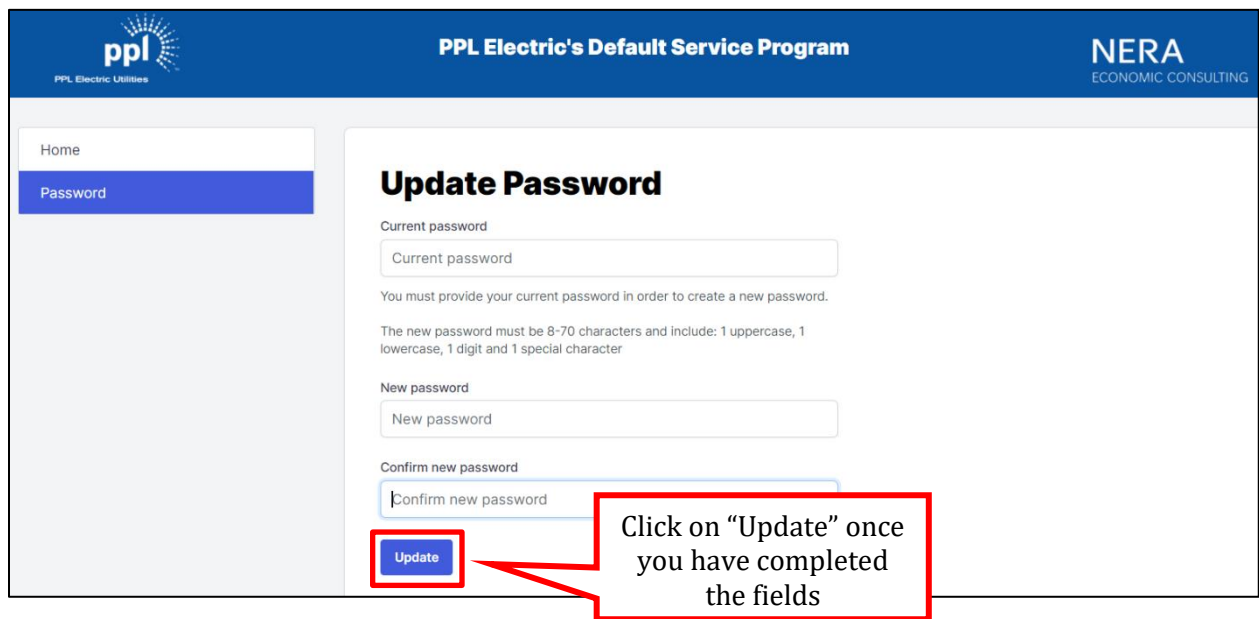 ppl
PPL Electric Utilities
PPL Electric's Default Service Program
NERA
ECONOMIC CONSULTING
Home
Password
Update Password
Current password
Current password
You must provide your current password in order to create a new password.
The new password must be 8-70 characters and include: 1 uppercase, 1
lowercase, 1 digit and 1 special character
New password
New password
Confirm new password
Confirm new password
Update
Click on “Update” once
you have completed
the fields